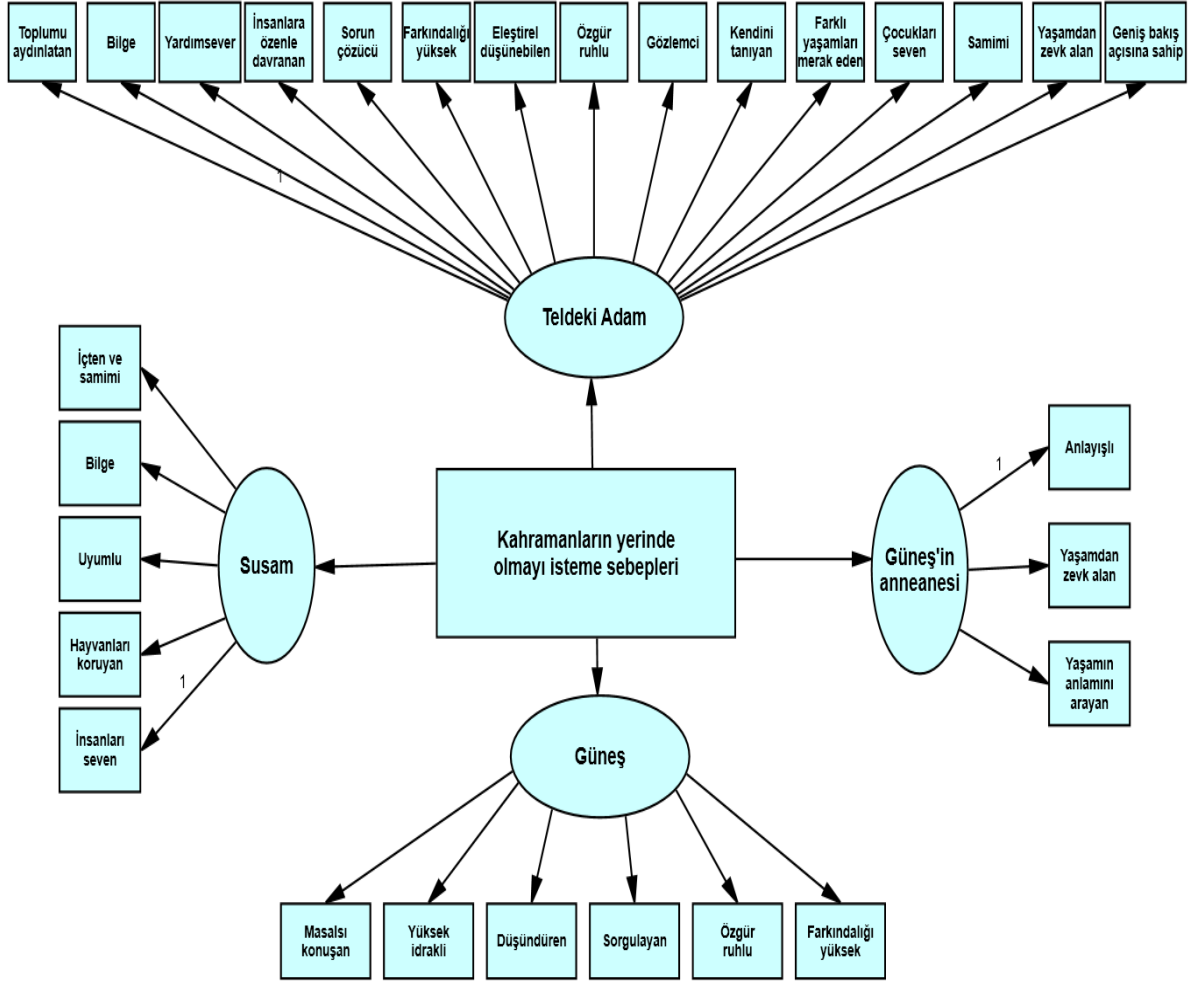 Toplumu
aydınlatan
Bilge
Yardımsever
İnsanlara
özenle
davranan
Sorun
çözücü
Farkındalığı
yüksek
Eleştirel
düşünebilen
Özgür
ruhlu
Gözlemci
Kendini
tanıyan
Farklı
yaşamları
merak eden
Çocukları
seven
Samimi
Yaşamdan
zevk alan
Geniş bakış
açısına sahip
1
Teldeki Adam
İçten ve
samimi
Bilge
Uyumlu
Hayvanları
koruyan
1
İnsanları
seven
Susam
Kahramanların yerinde
olmayı isteme sebepleri
Güneş'in
anneanesi
1
Anlayışlı
Yaşamdan
zevk alan
Yaşamın
anlamını
arayan
Güneş
Masalsı
konuşan
Yüksek
idrakli
Düşündüren
Sorgulayan
Özgür
ruhlu
Farkındalığı
yüksek